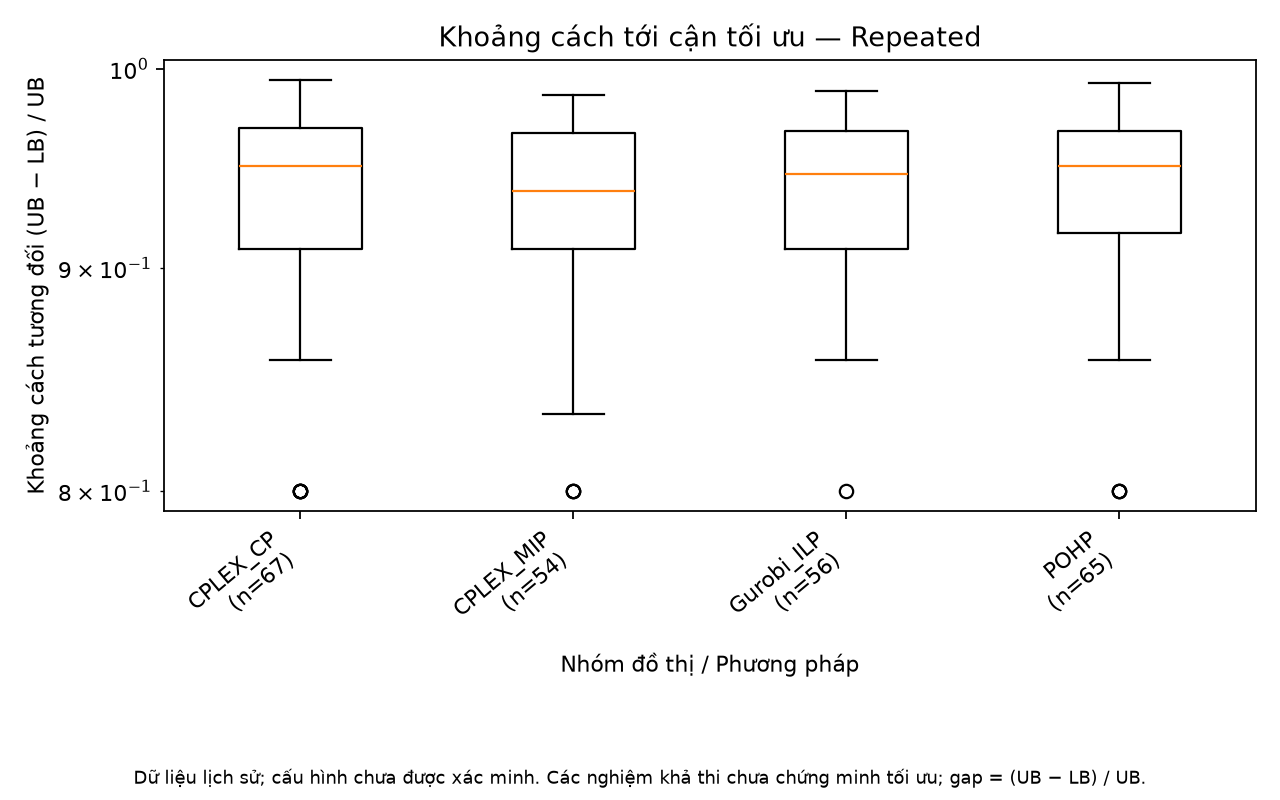 Khoảng cách tới cận tối ưu — Repeated
Khoảng cách tương đối (UB − LB) / UB
10⁰
9 × 10⁻¹
8 × 10⁻¹
CPLEX_CP
(n=67)
CPLEX_MIP
(n=54)
Gurobi_ILP
(n=56)
POHP
(n=65)
Nhóm đồ thị / Phương pháp
Dữ liệu lịch sử; cấu hình chưa được xác minh. Các nghiệm khả thi chưa chứng minh tối ưu; gap = (UB − LB) / UB.